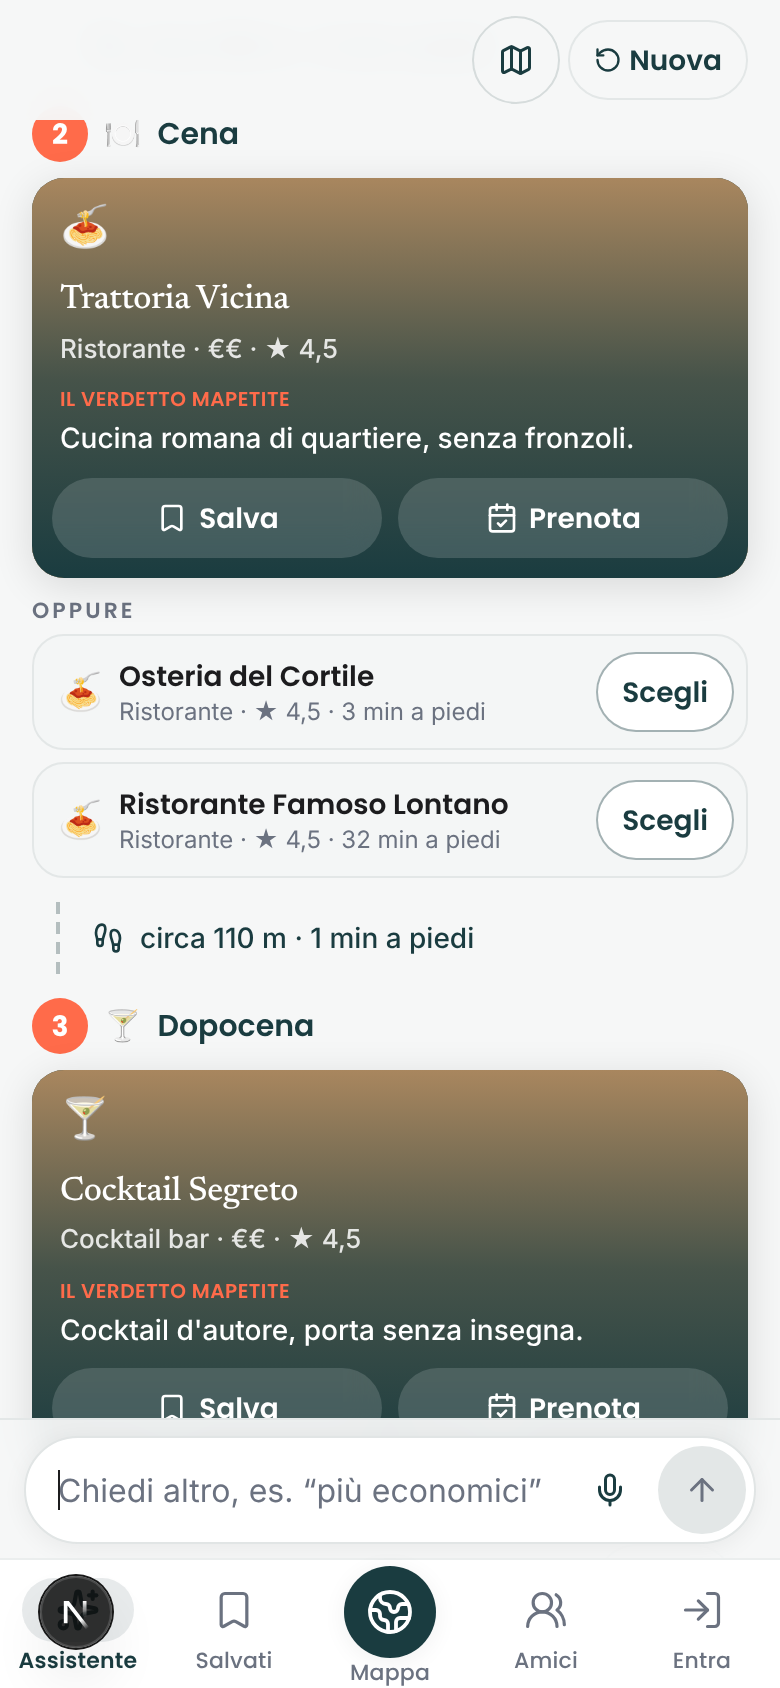 Nuova
2 Cena
Trattoria Vicina
Ristorante · €€ · ★ 4,5
IL VERDETTO MAPETITE
Cucina romana di quartiere, senza fronzoli.
Salva Prenota
OPPURE
Osteria del Cortile
Ristorante · ★ 4,5 · 3 min a piedi
Scegli
Ristorante Famoso Lontano
Ristorante · ★ 4,5 · 32 min a piedi
Scegli
circa 110 m · 1 min a piedi
3 Dopocena
Cocktail Segreto
Cocktail bar · €€ · ★ 4,5
IL VERDETTO MAPETITE
Cocktail d'autore, porta senza insegna.
Salva Prenota
Chiedi altro, es. “più economici”
N
Assistente Salvati Mappa Amici Entra